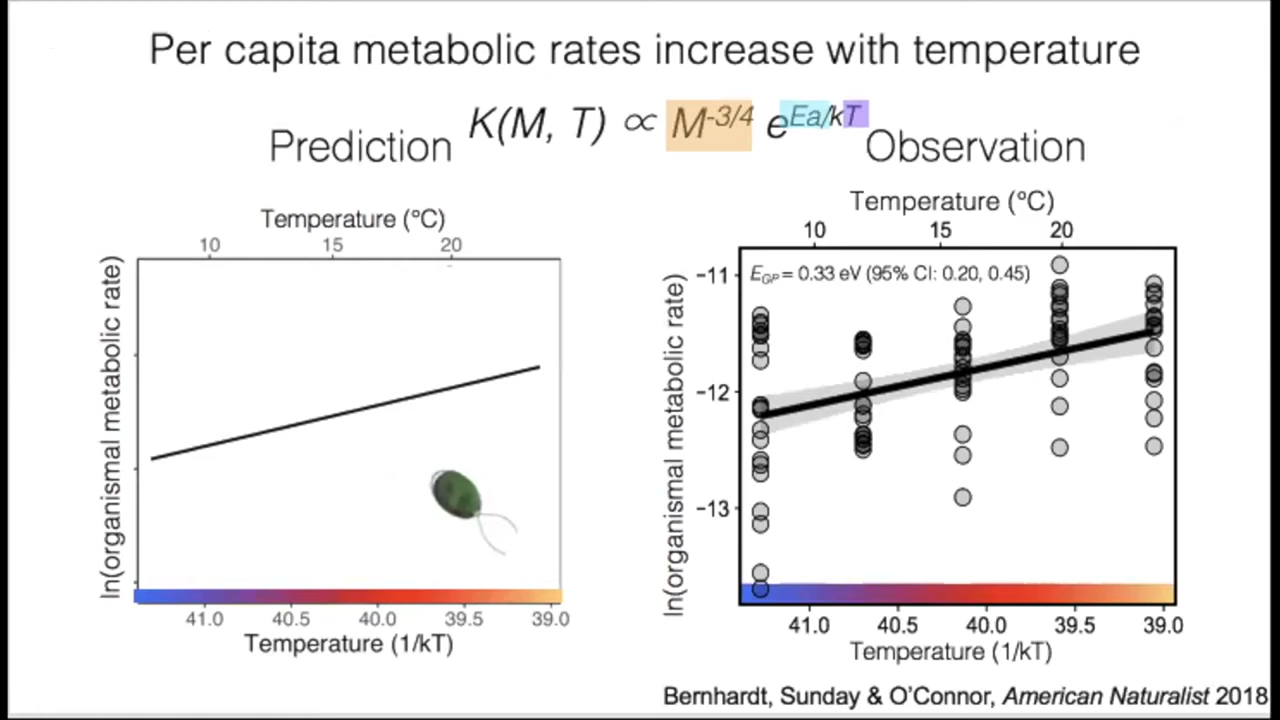 Per capita metabolic rates increase with temperature
K(M, T) ∝ M-3/4 eEa/kT
Prediction
Temperature (°C)
10 15 20
ln(organismal metabolic rate)
41.0 40.5 40.0 39.5 39.0
Temperature (1/kT)
Observation
Temperature (°C)
10 15 20
EGP = 0.33 eV (95% CI: 0.20, 0.45)
−11
−12
−13
ln(organismal metabolic rate)
41.0 40.5 40.0 39.5 39.0
Temperature (1/kT)
Bernhardt, Sunday & O’Connor, American Naturalist 2018